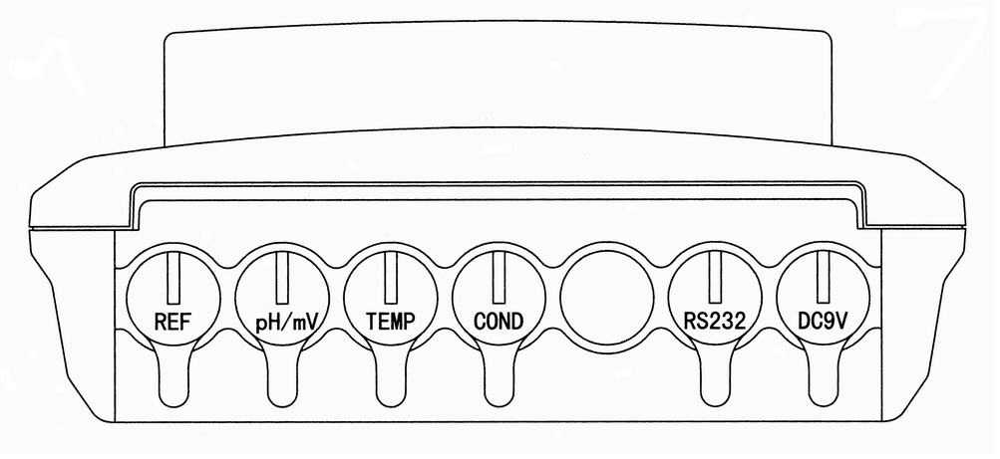 REF pH/mV TEMP COND RS232 DC9V